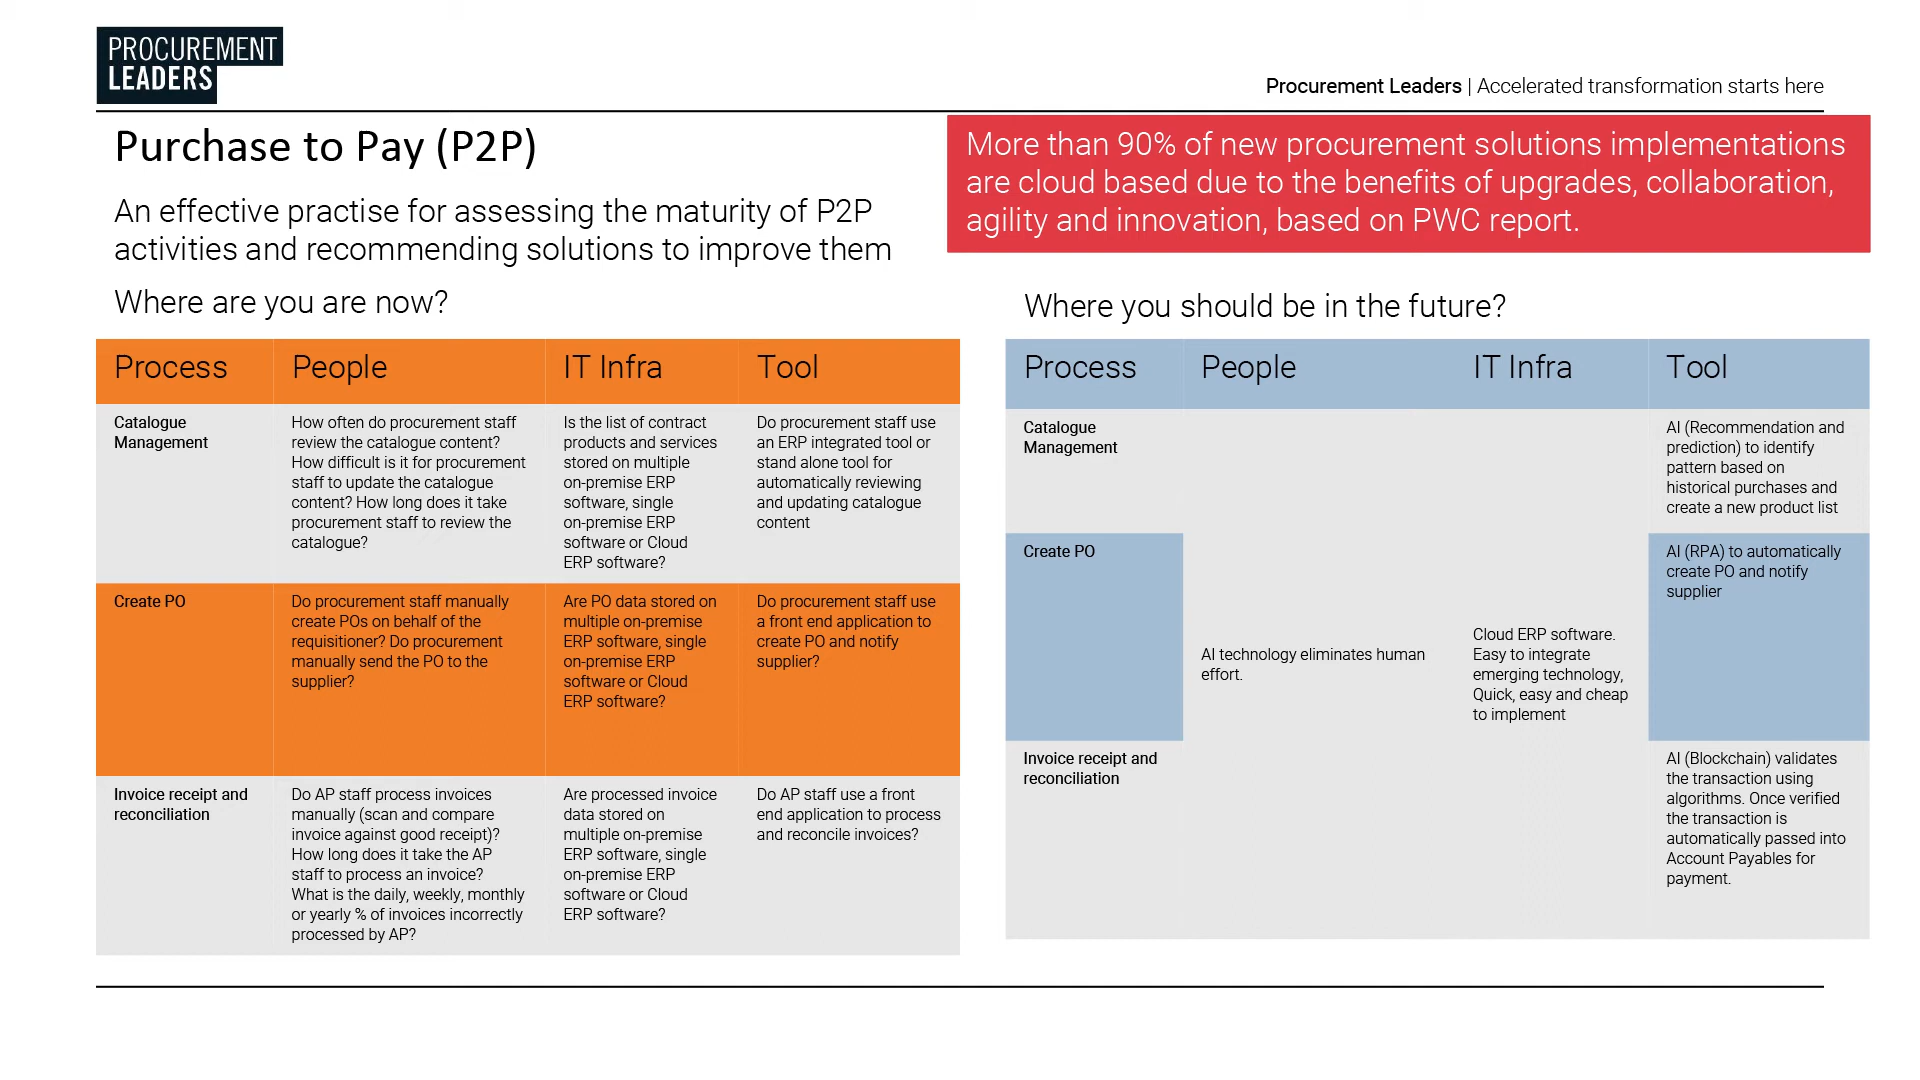 PROCUREMENT
LEADERS
Procurement Leaders | Accelerated transformation starts here
Purchase to Pay (P2P)
An effective practise for assessing the maturity of P2P
activities and recommending solutions to improve them
More than 90% of new procurement solutions implementations
are cloud based due to the benefits of upgrades, collaboration,
agility and innovation, based on PWC report.
Where are you are now?
Process
People
IT Infra
Tool
Catalogue
Management
How often do procurement staff
review the catalogue content?
How difficult is it for procurement
staff to update the catalogue
content? How long does it take
procurement staff to review the
catalogue?
Is the list of contract
products and services
stored on multiple
on-premise ERP
software, single
on-premise ERP
software or Cloud
ERP software?
Do procurement staff use
an ERP integrated tool or
stand alone tool for
automatically reviewing
and updating catalogue
content
Create PO
Do procurement staff manually
create POs on behalf of the
requisitioner? Do procurement
manually send the PO to the
supplier?
Are PO data stored on
multiple on-premise
ERP software, single
on-premise ERP
software or Cloud
ERP software?
Do procurement staff use
a front end application to
create PO and notify
supplier?
Invoice receipt and
reconciliation
Do AP staff process invoices
manually (scan and compare
invoice against good receipt)?
How long does it take the AP
staff to process an invoice?
What is the daily, weekly, monthly
or yearly % of invoices incorrectly
processed by AP?
Are processed invoice
data stored on
multiple on-premise
ERP software, single
on-premise ERP
software or Cloud
ERP software?
Do AP staff use a front
end application to process
and reconcile invoices?
Where you should be in the future?
Process
People
IT Infra
Tool
Catalogue
Management
AI (Recommendation and
prediction) to identify
pattern based on
historical purchases and
create a new product list
Create PO
AI technology eliminates human
effort.
Cloud ERP software.
Easy to integrate
emerging technology,
Quick, easy and cheap
to implement
AI (RPA) to automatically
create PO and notify
supplier
Invoice receipt and
reconciliation
AI (Blockchain) validates
the transaction using
algorithms. Once verified
the transaction is
automatically passed into
Account Payables for
payment.